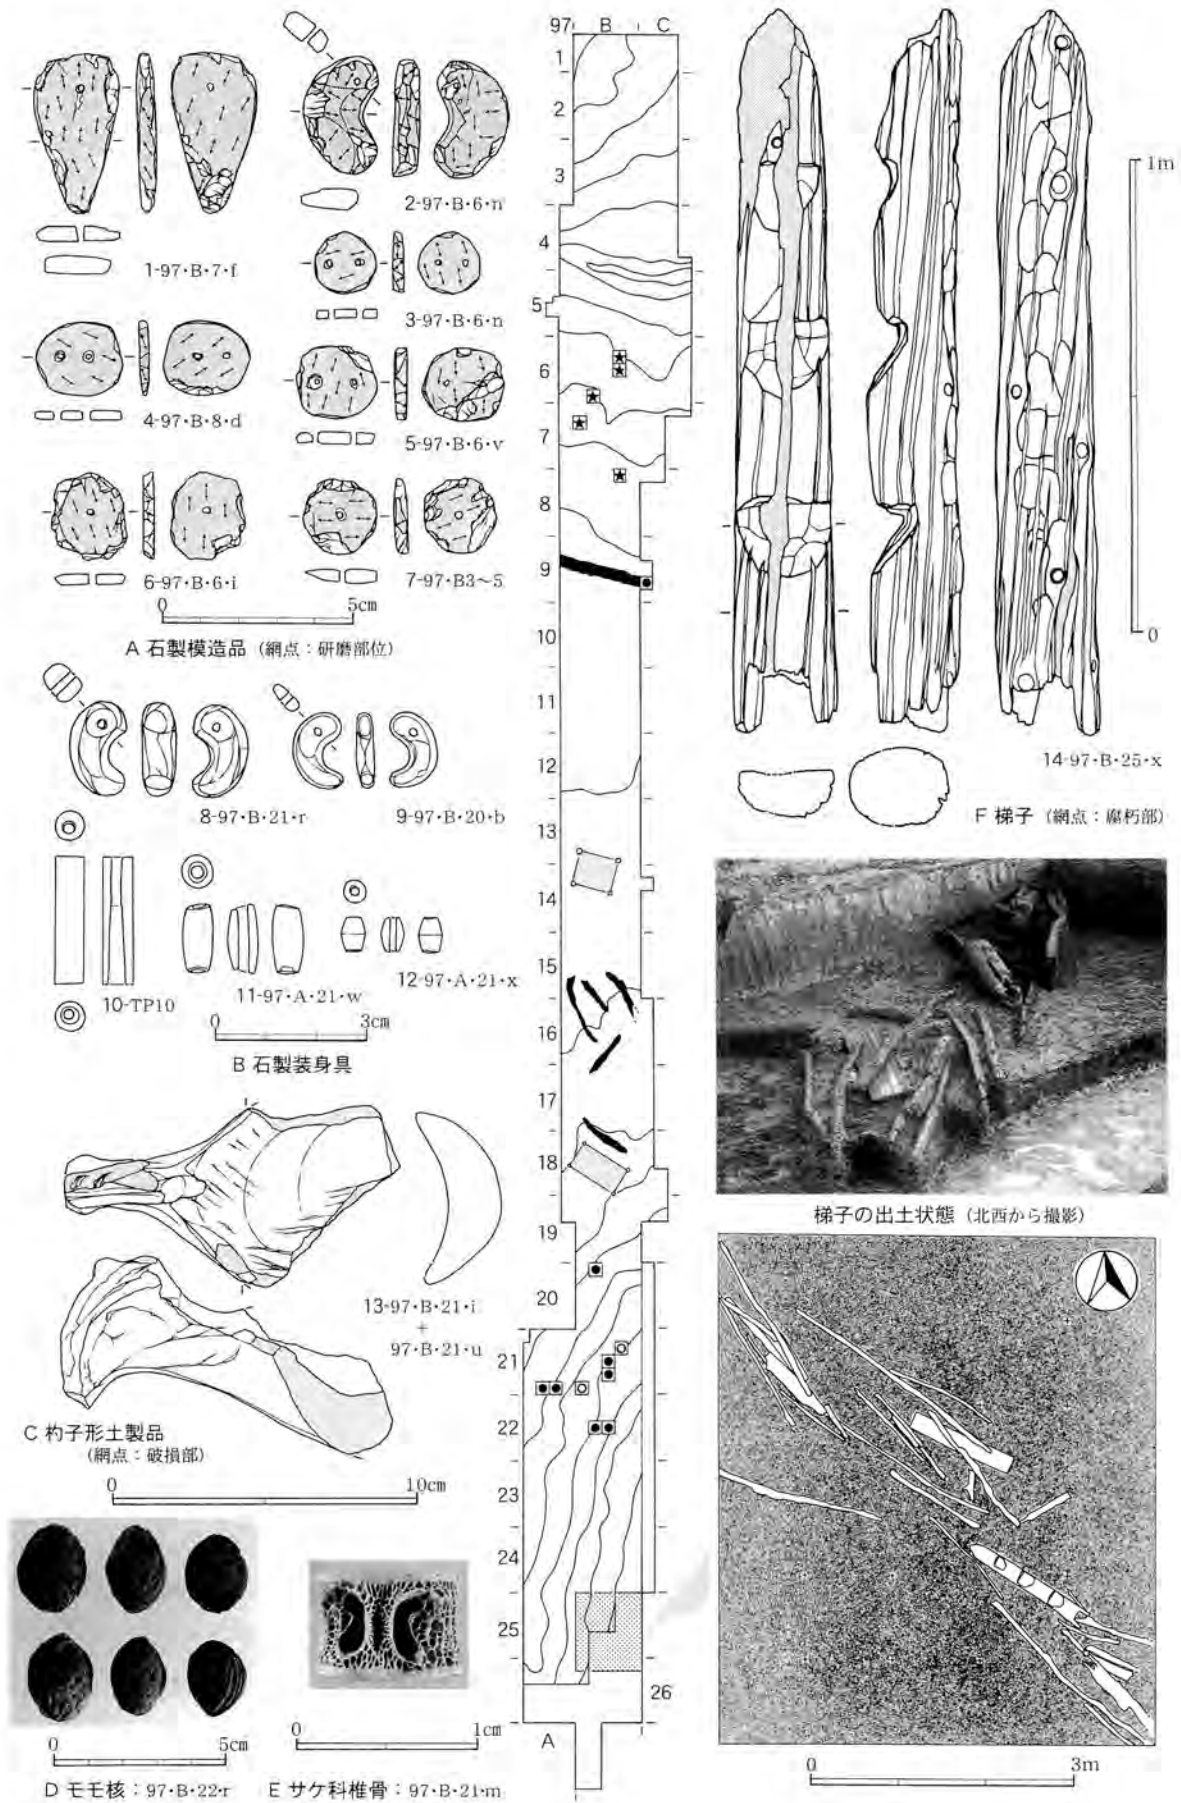 1-97・B・7・f
2-97・B・6・n
3-97・B・6・n
4-97・B・8・d
5-97・B・6・v
6-97・B・6・i
7-97・B3～5
0 5cm
A 石製模造品 (網点：研磨部位)
8-97・B・21・r
9-97・B・20・b
10-TP10
11-97・A・21・w
12-97・A・21・x
0 3cm
B 石製装身具
13-97・B・21・i
+
97・B・21・u
C 杓子形土製品
(網点：破損部)
0 10cm
0 5cm
D モモ核：97・B・22・r
0 1cm
E サケ科椎骨：97・B・21・m
97 B C
1
2
3
4
5
6
7
8
9
10
11
12
13
14
15
16
17
18
19
20
21
22
23
24
25
26
A
1m
0
14-97・B・25・x
F 梯子 (網点：腐朽部)
梯子の出土状態 (北西から撮影)
0 3m